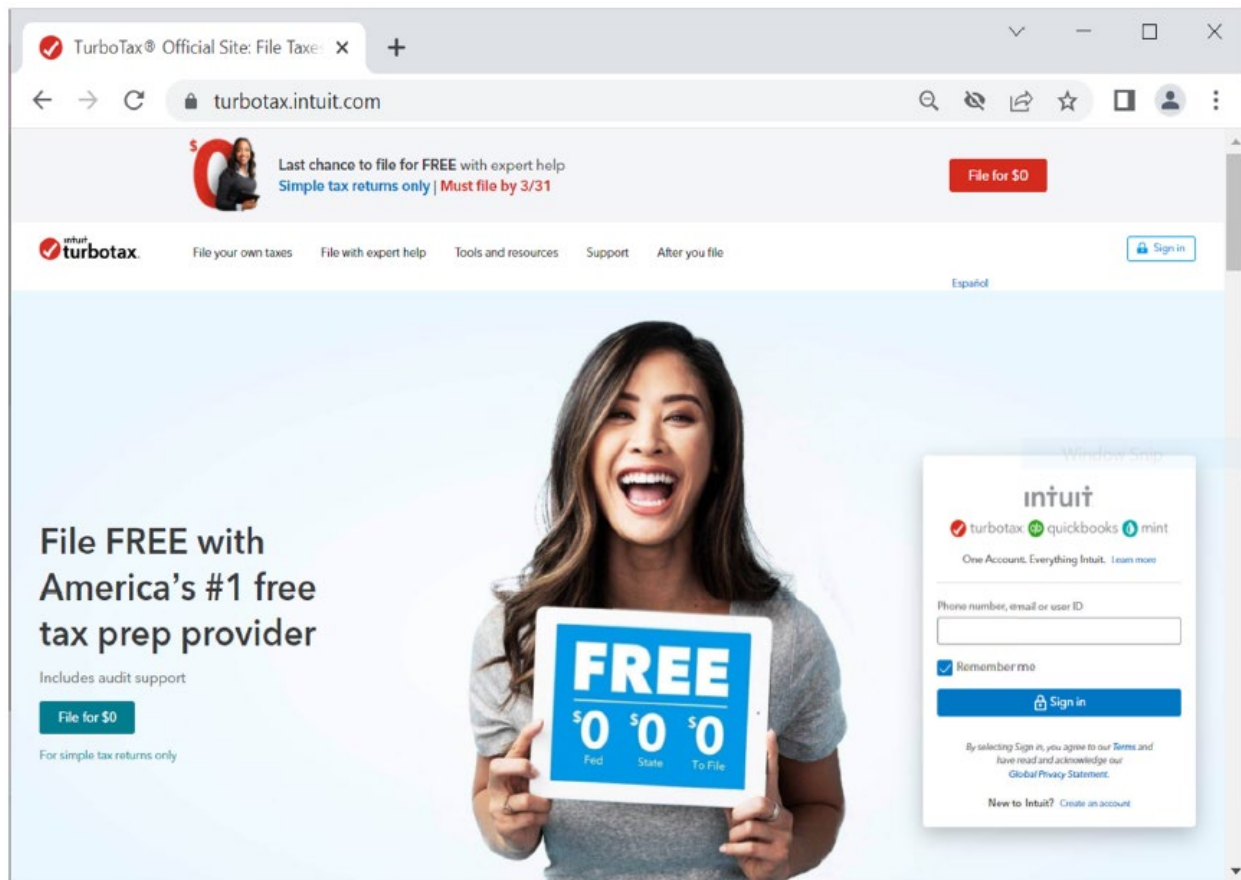 TurboTax® Official Site: File Taxes
turbotax.intuit.com
$0
Last chance to file for FREE with expert help
Simple tax returns only | Must file by 3/31
File for $0
intuit
turbotax.
File your own taxes
File with expert help
Tools and resources
Support
After you file
Sign in
Español
File FREE with
America's #1 free
tax prep provider
Includes audit support
File for $0
For simple tax returns only
FREE
$0 $0 $0
Fed State To File
Window Snip
intuit
turbotax qb quickbooks mint
One Account. Everything Intuit. Learn more
Phone number, email or user ID
Remember me
Sign in
By selecting Sign in, you agree to our Terms and
have read and acknowledge our
Global Privacy Statement.
New to Intuit? Create an account